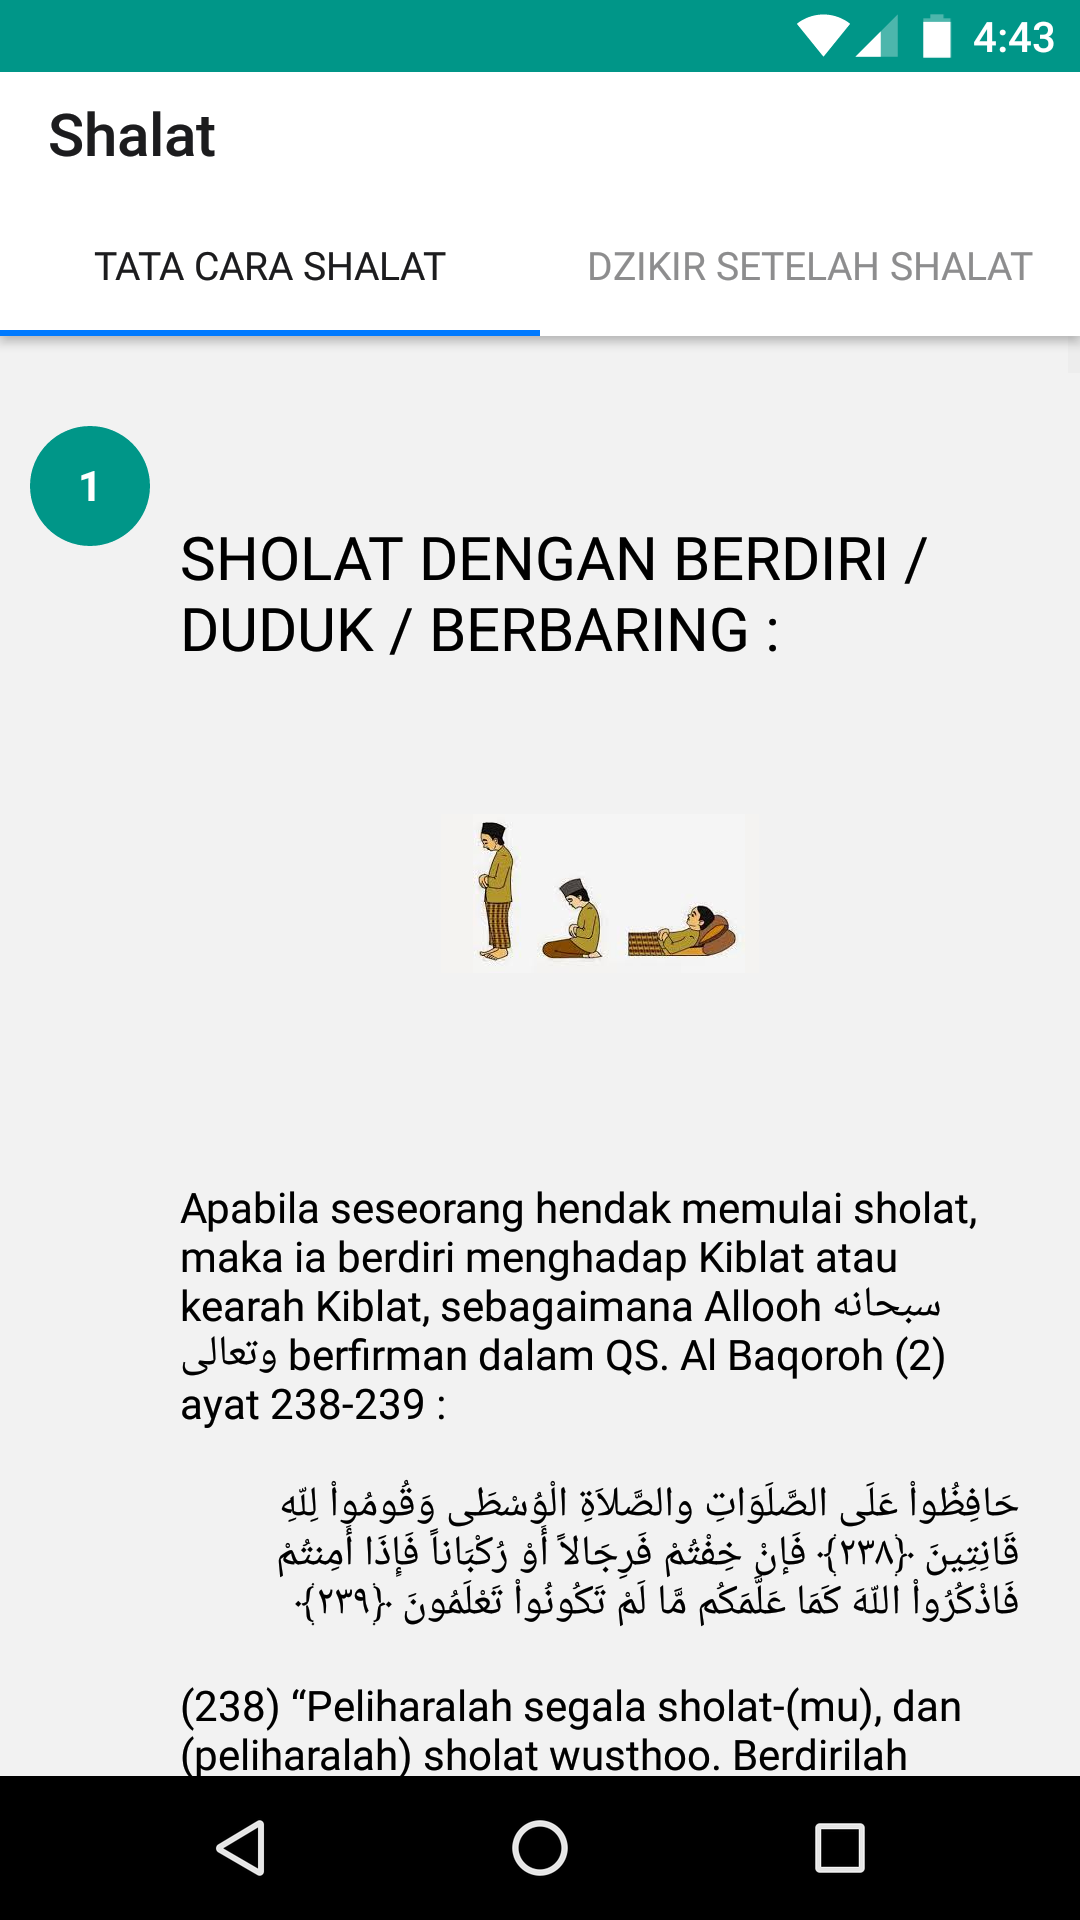 4:43
Shalat
TATA CARA SHALAT
DZIKIR SETELAH SHALAT
1
SHOLAT DENGAN BERDIRI /
DUDUK / BERBARING :
Apabila seseorang hendak memulai sholat,
maka ia berdiri menghadap Kiblat atau
kearah Kiblat, sebagaimana Allooh سبحانه
وتعالى berfirman dalam QS. Al Baqoroh (2)
ayat 238-239 :
حَافِظُواْ عَلَى الصَّلَوَاتِ والصَّلاَةِ الْوُسْطَى وَقُومُواْ لِلّهِ
قَانِتِينَ ﴿٢٣٨﴾ فَإنْ خِفْتُمْ فَرِجَالاً أَوْ رُكْبَاناً فَإِذَا أَمِنتُمْ
فَاذْكُرُواْ اللّهَ كَمَا عَلَّمَكُم مَّا لَمْ تَكُونُواْ تَعْلَمُونَ ﴿٢٣٩﴾
(238) “Peliharalah segala sholat-(mu), dan
(peliharalah) sholat wusthoo. Berdirilah